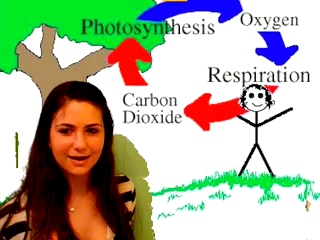 Photosynthesis
Oxygen
Respiration
Carbon
Dioxide